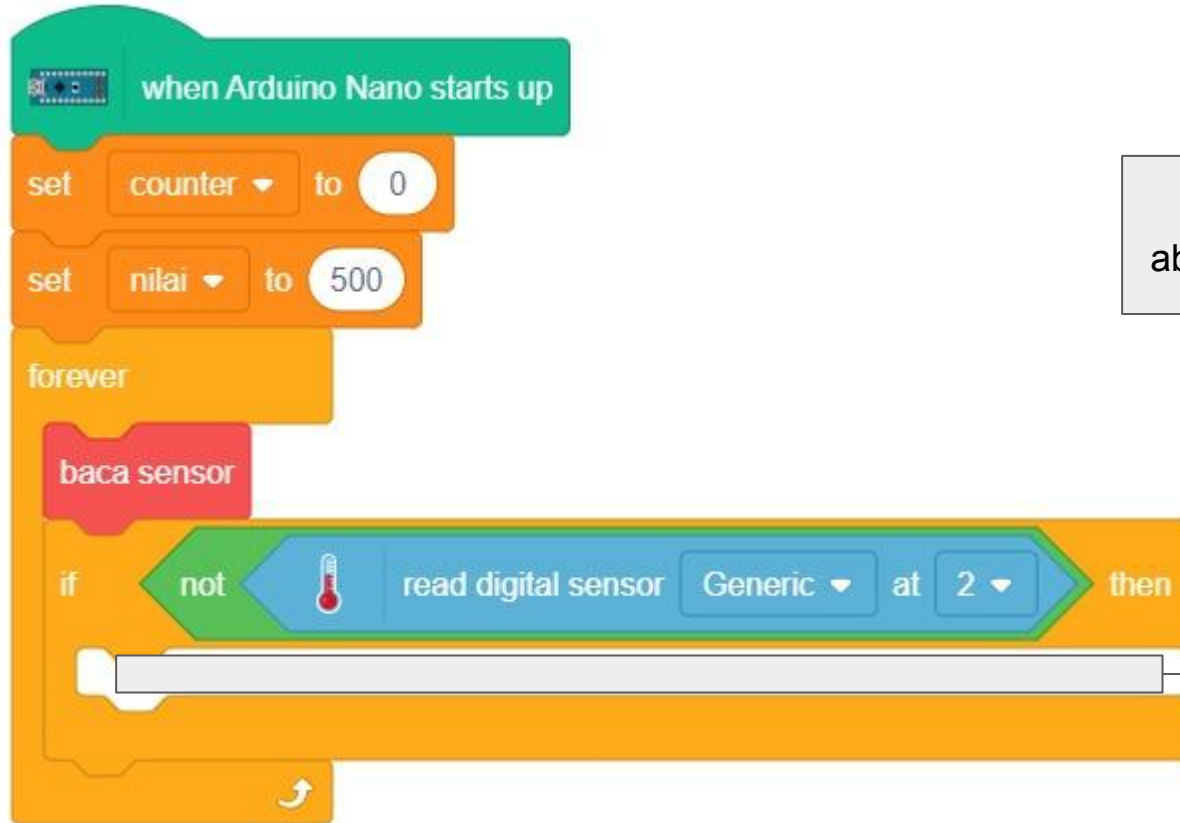 when Arduino Nano starts up
set counter to 0
set nilai to 500
ab
forever
baca sensor
if not read digital sensor Generic at 2 then